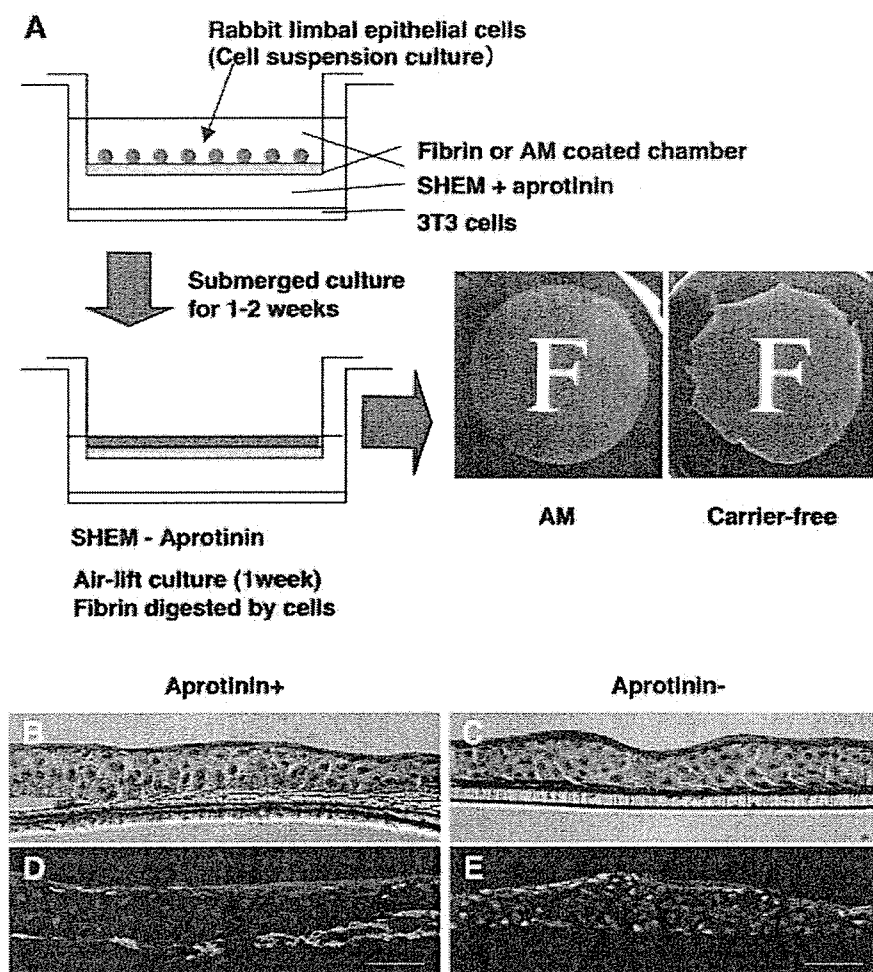 A
Rabbit limbal epithelial cells
(Cell suspension culture)
Fibrin or AM coated chamber
SHEM + aprotinin
3T3 cells
Submerged culture
for 1-2 weeks
F
F
AM
Carrier-free
SHEM - Aprotinin
Air-lift culture (1week)
Fibrin digested by cells
Aprotinin+
Aprotinin-
B
C
D
E